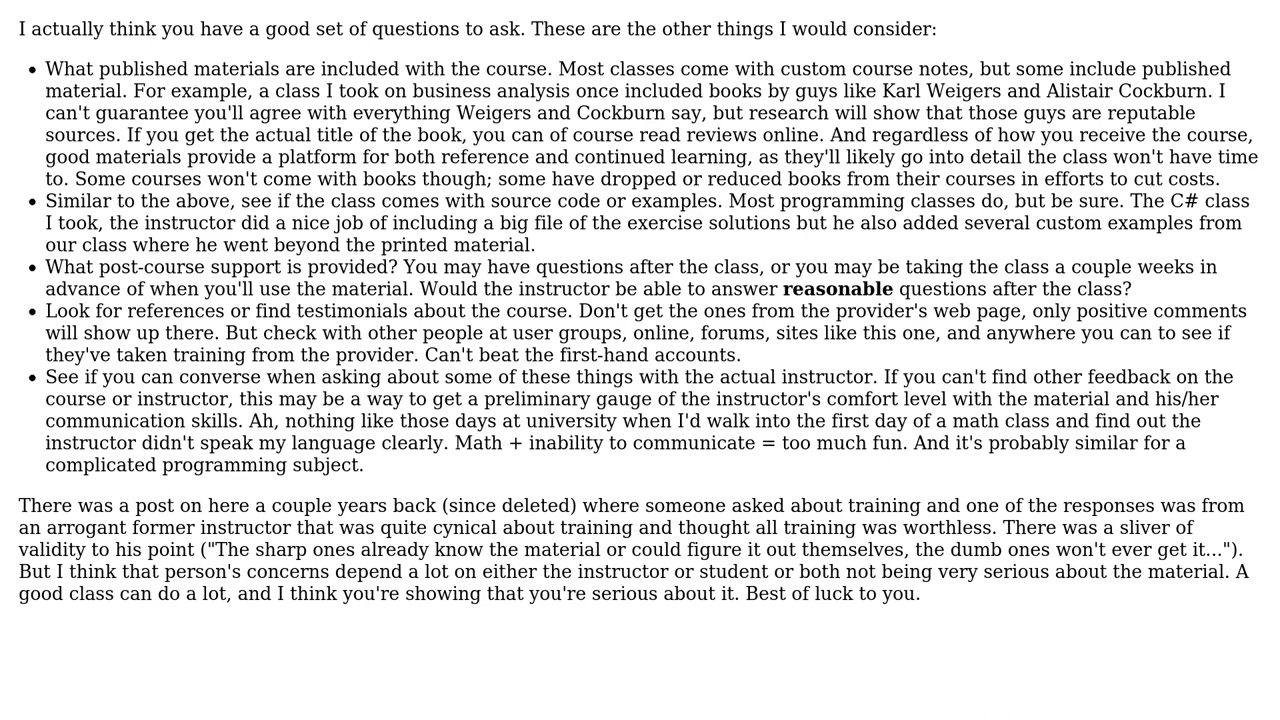 I actually think you have a good set of questions to ask. These are the other things I would consider:
• What published materials are included with the course. Most classes come with custom course notes, but some include published
material. For example, a class I took on business analysis once included books by guys like Karl Weigers and Alistair Cockburn. I
can't guarantee you'll agree with everything Weigers and Cockburn say, but research will show that those guys are reputable
sources. If you get the actual title of the book, you can of course read reviews online. And regardless of how you receive the course,
good materials provide a platform for both reference and continued learning, as they'll likely go into detail the class won't have time
to. Some courses won't come with books though; some have dropped or reduced books from their courses in efforts to cut costs.
• Similar to the above, see if the class comes with source code or examples. Most programming classes do, but be sure. The C# class
I took, the instructor did a nice job of including a big file of the exercise solutions but he also added several custom examples from
our class where he went beyond the printed material.
• What post-course support is provided? You may have questions after the class, or you may be taking the class a couple weeks in
advance of when you'll use the material. Would the instructor be able to answer reasonable questions after the class?
• Look for references or find testimonials about the course. Don't get the ones from the provider's web page, only positive comments
will show up there. But check with other people at user groups, online, forums, sites like this one, and anywhere you can to see if
they've taken training from the provider. Can't beat the first-hand accounts.
• See if you can converse when asking about some of these things with the actual instructor. If you can't find other feedback on the
course or instructor, this may be a way to get a preliminary gauge of the instructor's comfort level with the material and his/her
communication skills. Ah, nothing like those days at university when I'd walk into the first day of a math class and find out the
instructor didn't speak my language clearly. Math + inability to communicate = too much fun. And it's probably similar for a
complicated programming subject.
There was a post on here a couple years back (since deleted) where someone asked about training and one of the responses was from
an arrogant former instructor that was quite cynical about training and thought all training was worthless. There was a sliver of
validity to his point ("The sharp ones already know the material or could figure it out themselves, the dumb ones won't ever get it...").
But I think that person's concerns depend a lot on either the instructor or student or both not being very serious about the material. A
good class can do a lot, and I think you're showing that you're serious about it. Best of luck to you.